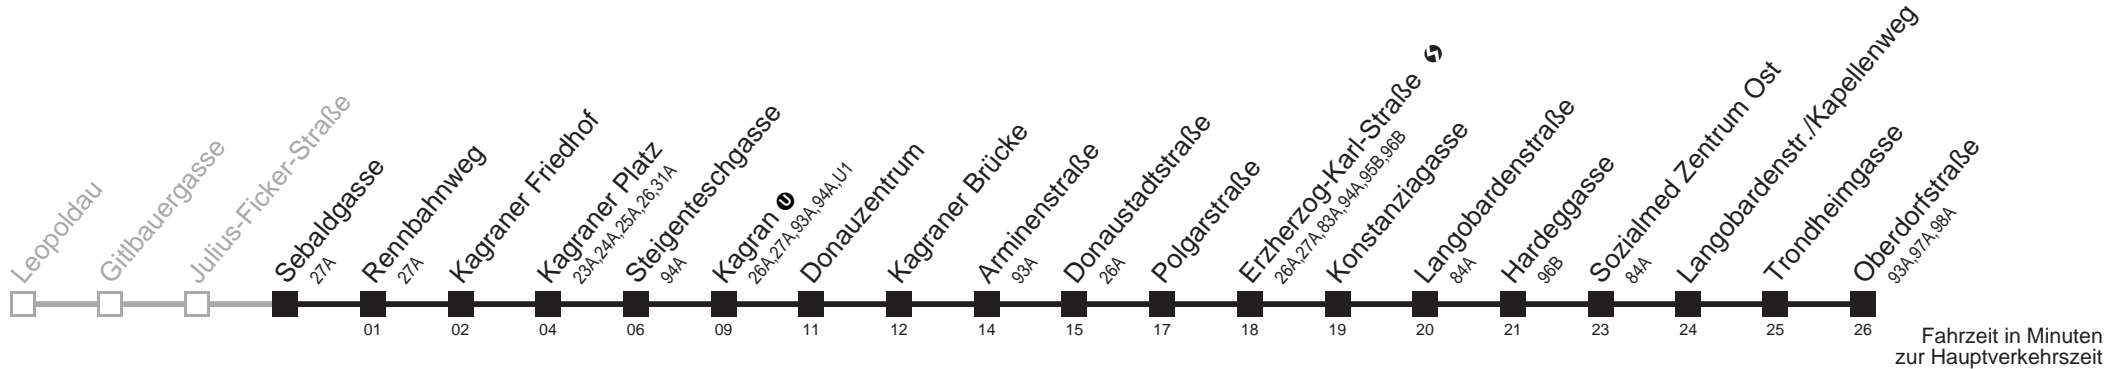 Leopoldau
Gitlbauergasse
Julius-Ficker-Straße
Sebaldgasse
27A
Rennbahnweg
27A
Kagraner Friedhof
Kagraner Platz
23A,24A,25A,26,31A
Steigenteschgasse
94A
Kagran U
26A,27A,93A,94A,U1
Donauzentrum
Kagraner Brücke
Arminenstraße
93A
Donaustadtstraße
26A
Polgarstraße
Erzherzog-Karl-Straße
26A,27A,83A,94A,95B,96B
Konstanziagasse
Langobardenstraße
84A
Hardeggasse
96B
Sozialmed Zentrum Ost
84A
Langobardenstr./Kapellenweg
Trondheimgasse
Oberdorfstraße
93A,97A,98A
01 02 04 06 09 11 12 14 15 17 18 19 20 21 23 24 25 26
Fahrzeit in Minuten
zur Hauptverkehrszeit